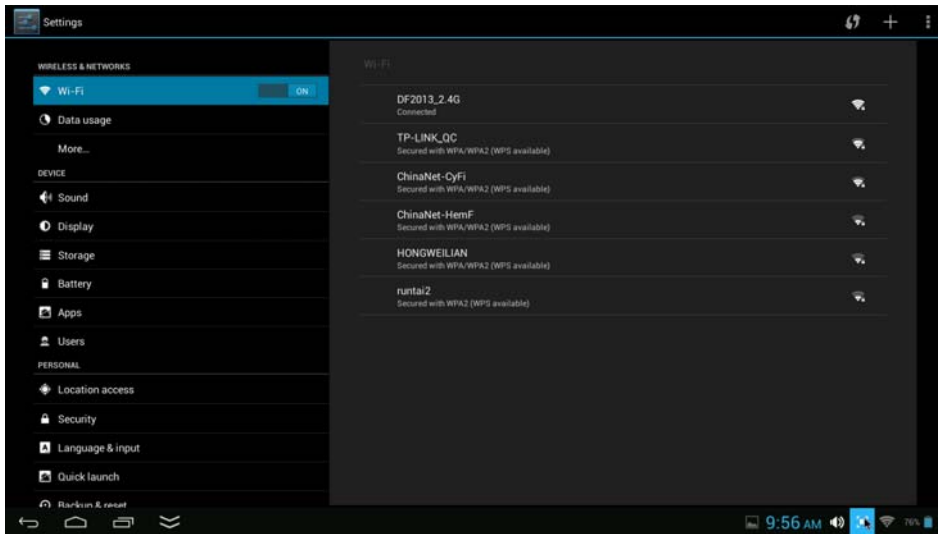 Settings
WIRELESS & NETWORKS
Wi-Fi
ON
Data usage
More...
DEVICE
Sound
Display
Storage
Battery
Apps
Users
PERSONAL
Location access
Security
Language & input
Quick launch
Backup & reset
Wi-Fi
DF2013_2.4G
Connected
TP-LINK_QC
Secured with WPA/WPA2 (WPS available)
ChinaNet-CyFi
Secured with WPA/WPA2 (WPS available)
ChinaNet-HemF
Secured with WPA/WPA2 (WPS available)
HONGWEILIAN
Secured with WPA/WPA2 (WPS available)
runtai2
Secured with WPA2 (WPS available)
9:56 AM
76%